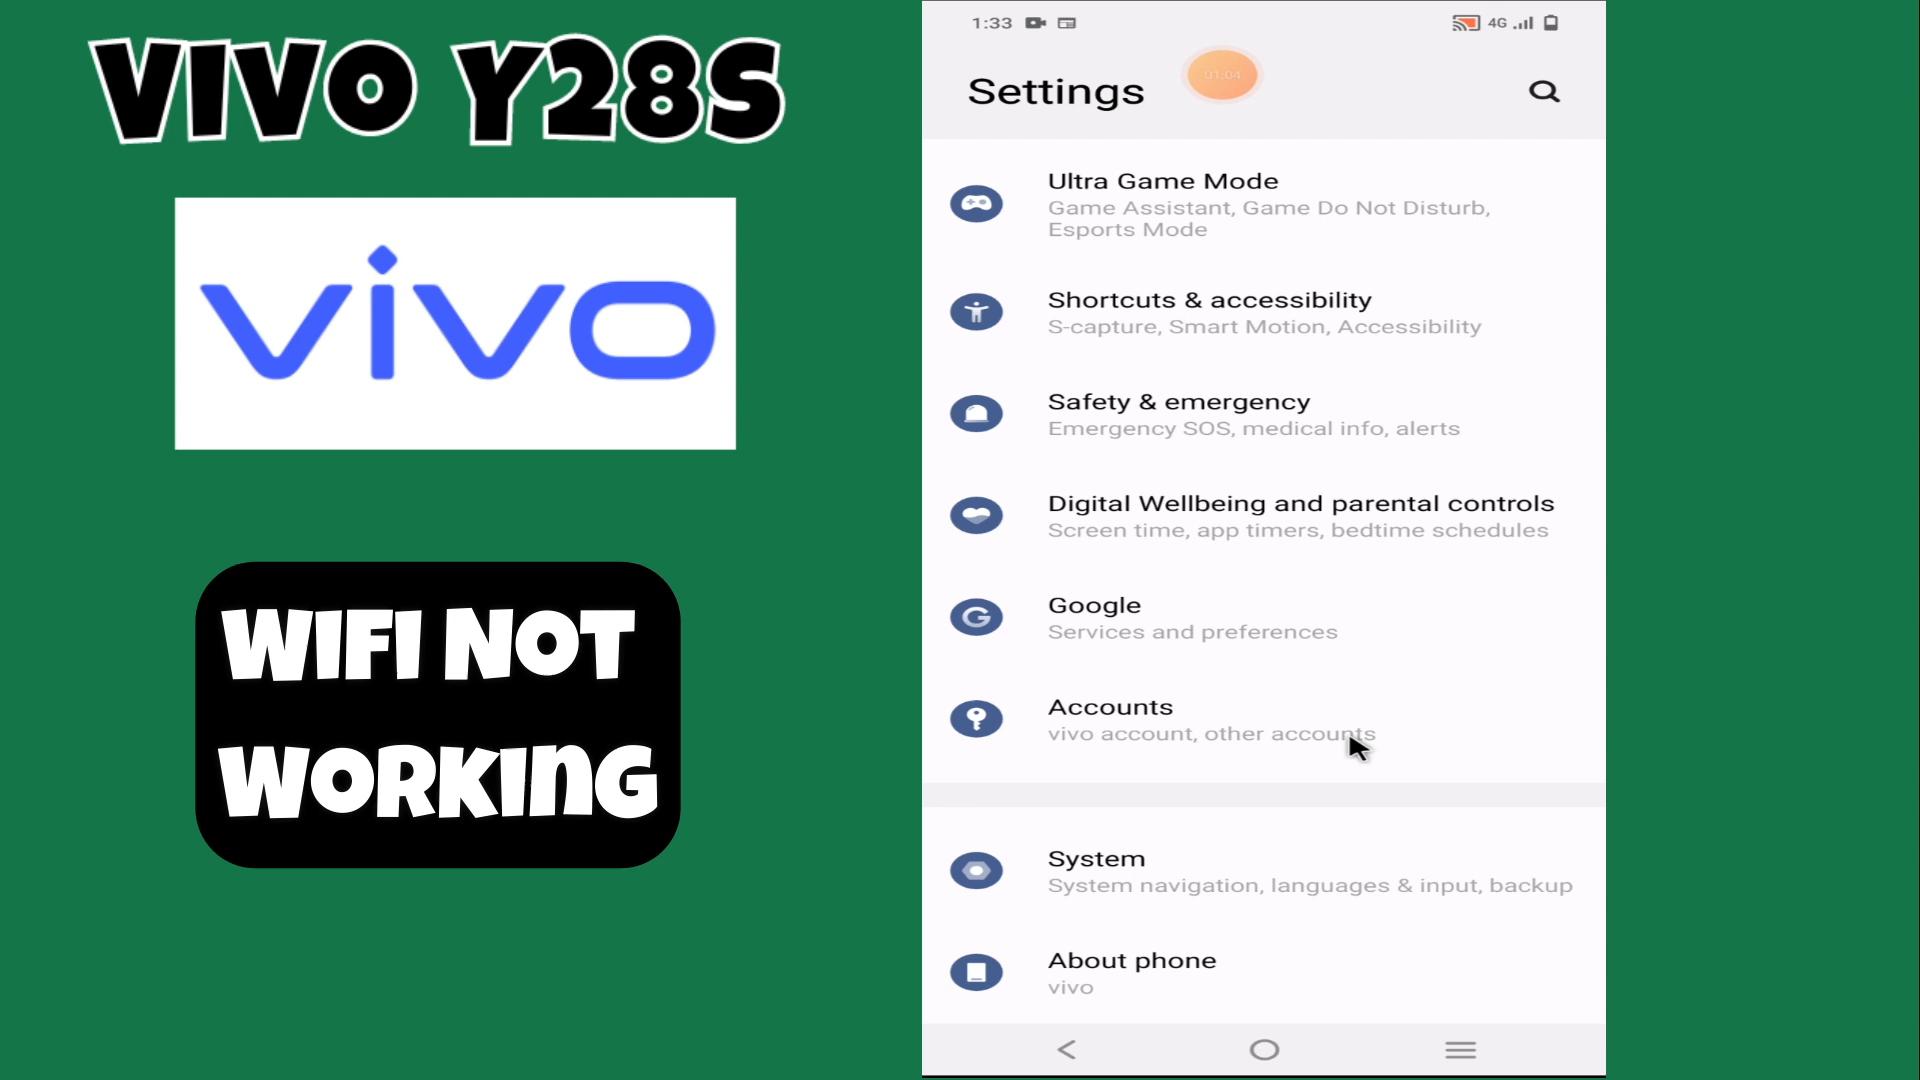 VIVO Y28S
vivo
WIFI NOT
WORKING
1:33
4G
01:04
Settings
Ultra Game Mode
Game Assistant, Game Do Not Disturb,
Esports Mode
Shortcuts & accessibility
S-capture, Smart Motion, Accessibility
Safety & emergency
Emergency SOS, medical info, alerts
Digital Wellbeing and parental controls
Screen time, app timers, bedtime schedules
Google
Services and preferences
Accounts
vivo account, other accounts
System
System navigation, languages & input, backup
About phone
vivo